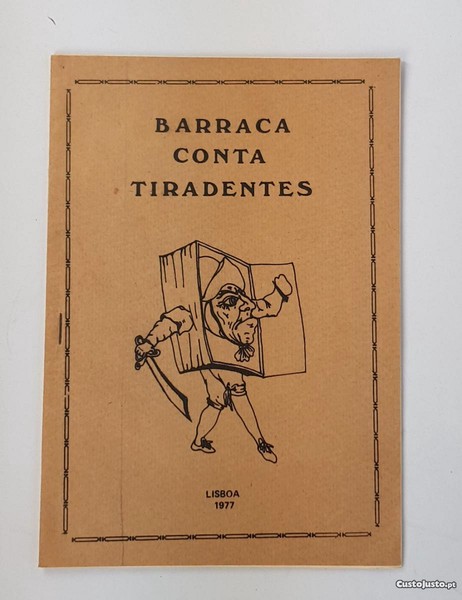 BARRACA
CONTA
TIRADENTES
LISBOA
1977
Custojusto.pt